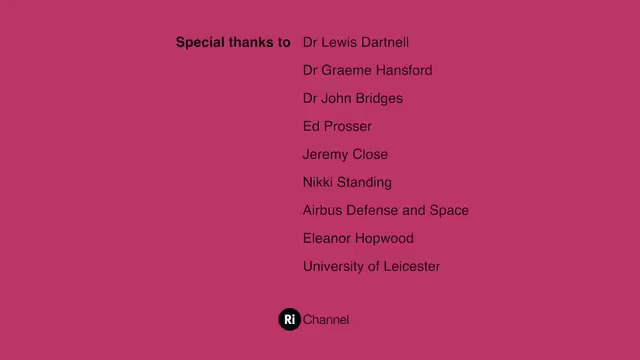 Special thanks to Dr Lewis Dartnell
Dr Graeme Hansford
Dr John Bridges
Ed Prosser
Jeremy Close
Nikki Standing
Airbus Defense and Space
Eleanor Hopwood
University of Leicester
Ri Channel